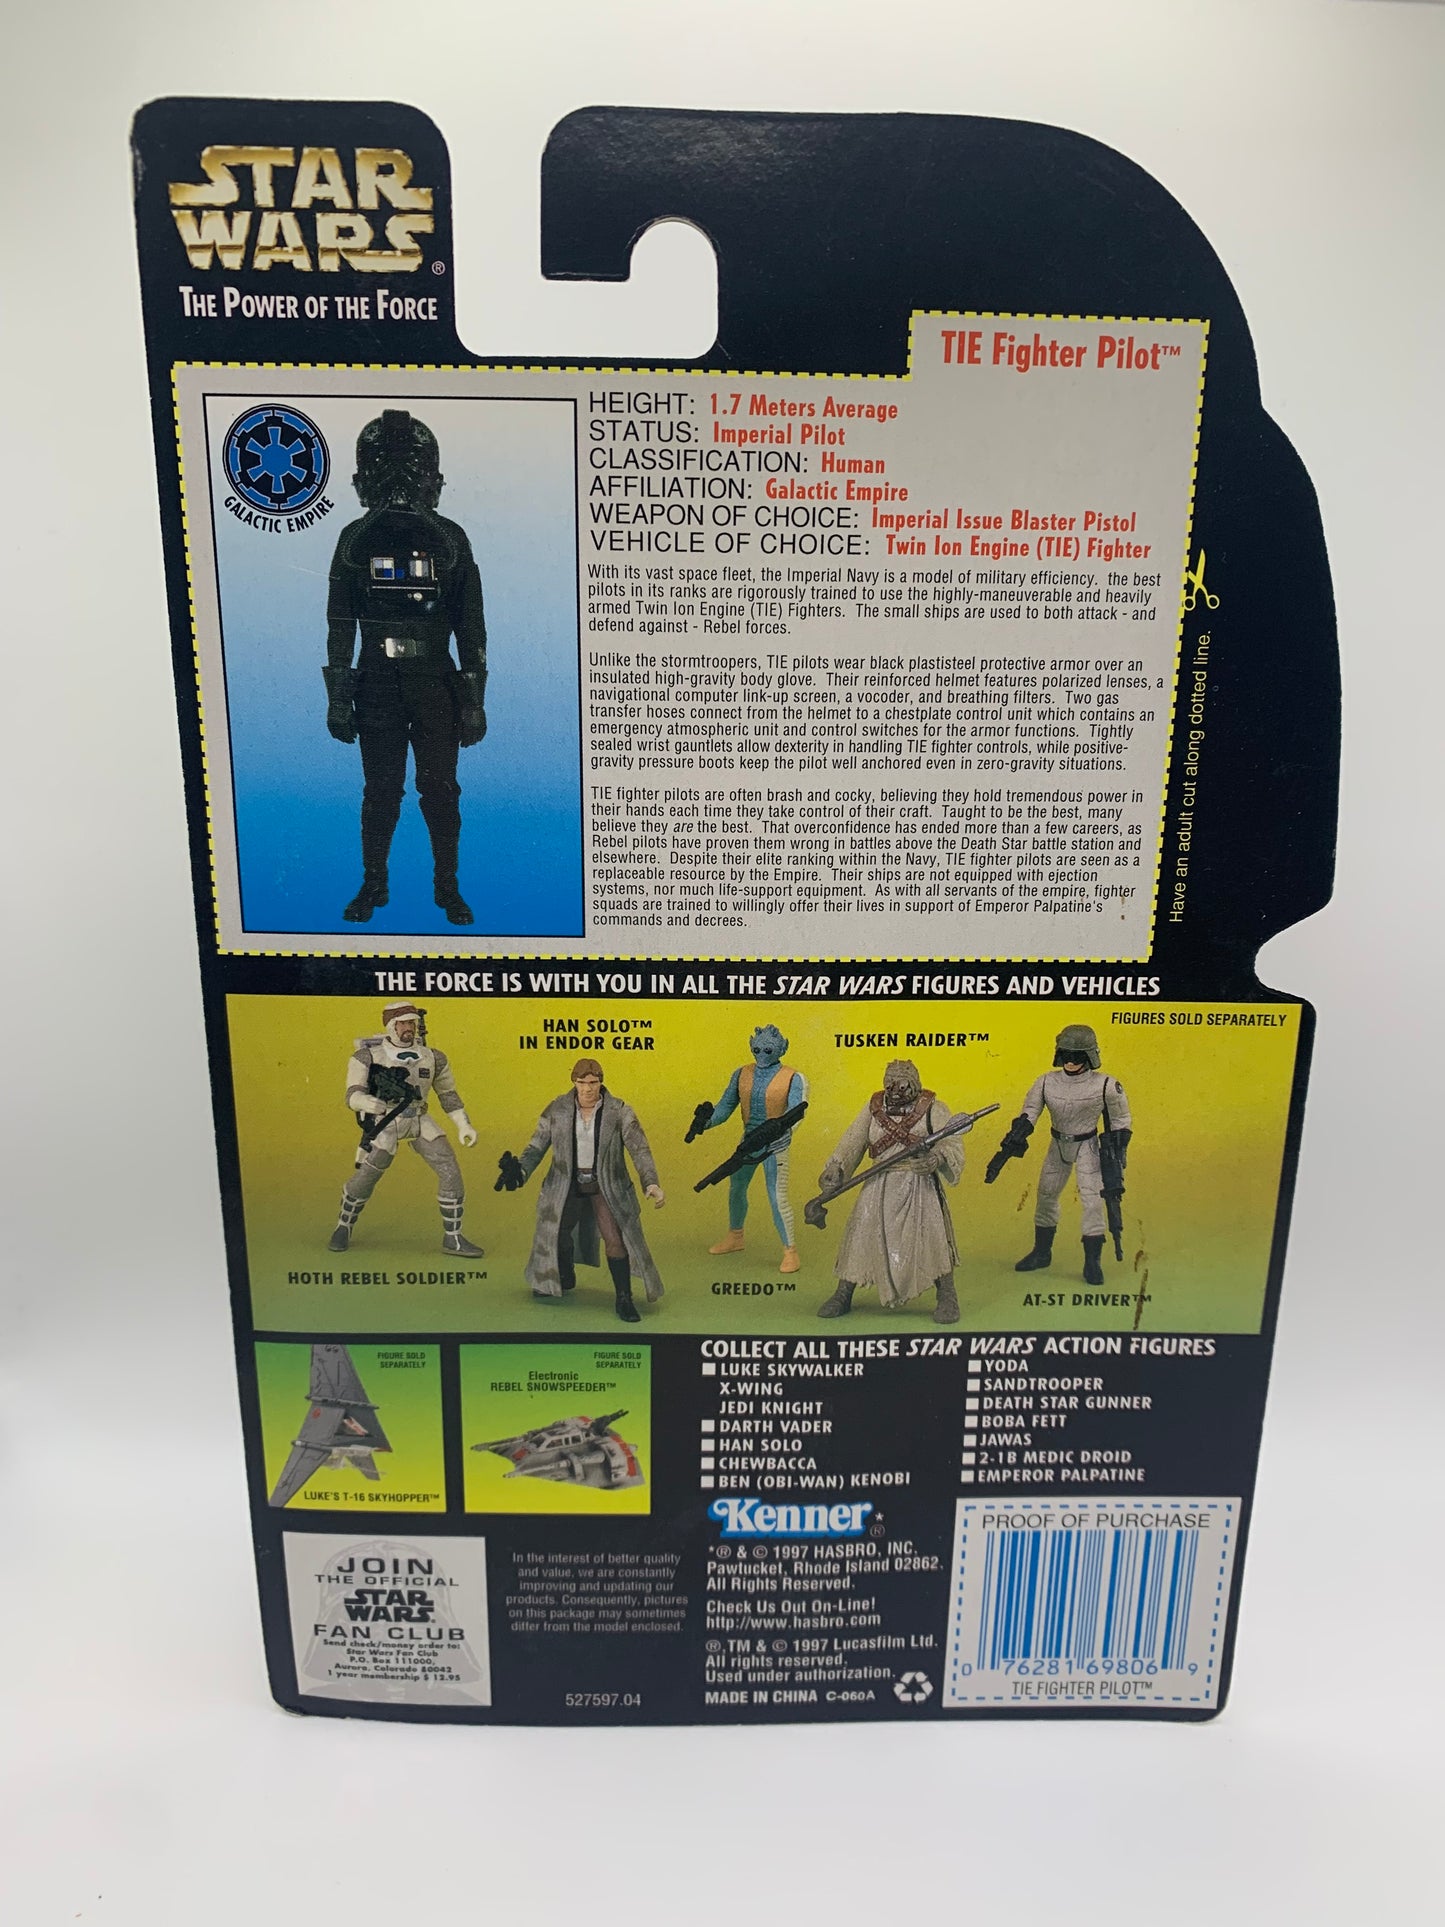 STAR
WARS®
THE POWER OF THE FORCE
TIE Fighter Pilot™
GALACTIC EMPIRE
HEIGHT: 1.7 Meters Average
STATUS: Imperial Pilot
CLASSIFICATION: Human
AFFILIATION: Galactic Empire
WEAPON OF CHOICE: Imperial Issue Blaster Pistol
VEHICLE OF CHOICE: Twin Ion Engine (TIE) Fighter
With its vast space fleet, the Imperial Navy is a model of military efficiency. the best
pilots in its ranks are rigorously trained to use the highly-maneuverable and heavily
armed Twin Ion Engine (TIE) Fighters. The small ships are used to both attack - and
defend against - Rebel forces.
Unlike the stormtroopers, TIE pilots wear black plastisteel protective armor over an
insulated high-gravity body glove. Their reinforced helmet features polarized lenses, a
navigational computer link-up screen, a vocoder, and breathing filters. Two gas
transfer hoses connect from the helmet to a chestplate control unit which contains an
emergency atmospheric unit and control switches for the armor functions. Tightly
sealed wrist gauntlets allow dexterity in handling TIE fighter controls, while positive-
gravity pressure boots keep the pilot well anchored even in zero-gravity situations.
TIE fighter pilots are often brash and cocky, believing they hold tremendous power in
their hands each time they take control of their craft. Taught to be the best, many
believe they are the best. That overconfidence has ended more than a few careers, as
Rebel pilots have proven them wrong in battles above the Death Star battle station and
elsewhere. Despite their elite ranking within the Navy, TIE fighter pilots are seen as a
replaceable resource by the Empire. Their ships are not equipped with ejection
systems, nor much life-support equipment. As with all servants of the empire, fighter
squads are trained to willingly offer their lives in support of Emperor Palpatine's
commands and decrees.
Have an adult cut along dotted line.
THE FORCE IS WITH YOU IN ALL THE STAR WARS FIGURES AND VEHICLES
FIGURES SOLD SEPARATELY
HAN SOLO™
IN ENDOR GEAR
TUSKEN RAIDER™
HOTH REBEL SOLDIER™
GREEDO™
AT-ST DRIVER™
FIGURE SOLD
SEPARATELY
LUKE'S T-16 SKYHOPPER™
FIGURE SOLD
SEPARATELY
Electronic
REBEL SNOWSPEEDER™
COLLECT ALL THESE STAR WARS ACTION FIGURES
LUKE SKYWALKER
X-WING
JEDI KNIGHT
DARTH VADER
HAN SOLO
CHEWBACCA
BEN (OBI-WAN) KENOBI
YODA
SANDTROOPER
DEATH STAR GUNNER
BOBA FETT
JAWAS
2-1B MEDIC DROID
EMPEROR PALPATINE
JOIN
THE OFFICIAL
STAR
WARS
FAN CLUB
Send check/money order to:
Star Wars Fan Club
P.O. Box 111000,
Aurora, Colorado 80042
1 year membership $ 12.95
In the interest of better quality
and value, we are constantly
improving and updating our
products. Consequently, pictures
on this package may sometimes
differ from the model enclosed.
527597.04
Kenner*®
*® & © 1997 HASBRO, INC.
Pawtucket, Rhode Island 02862.
All Rights Reserved.
Check Us Out On-Line!
http://www.hasbro.com
®,TM & © 1997 Lucasfilm Ltd.
All rights reserved.
Used under authorization.
MADE IN CHINA C-060A
PROOF OF PURCHASE
0 76281 69806 9
TIE FIGHTER PILOT™